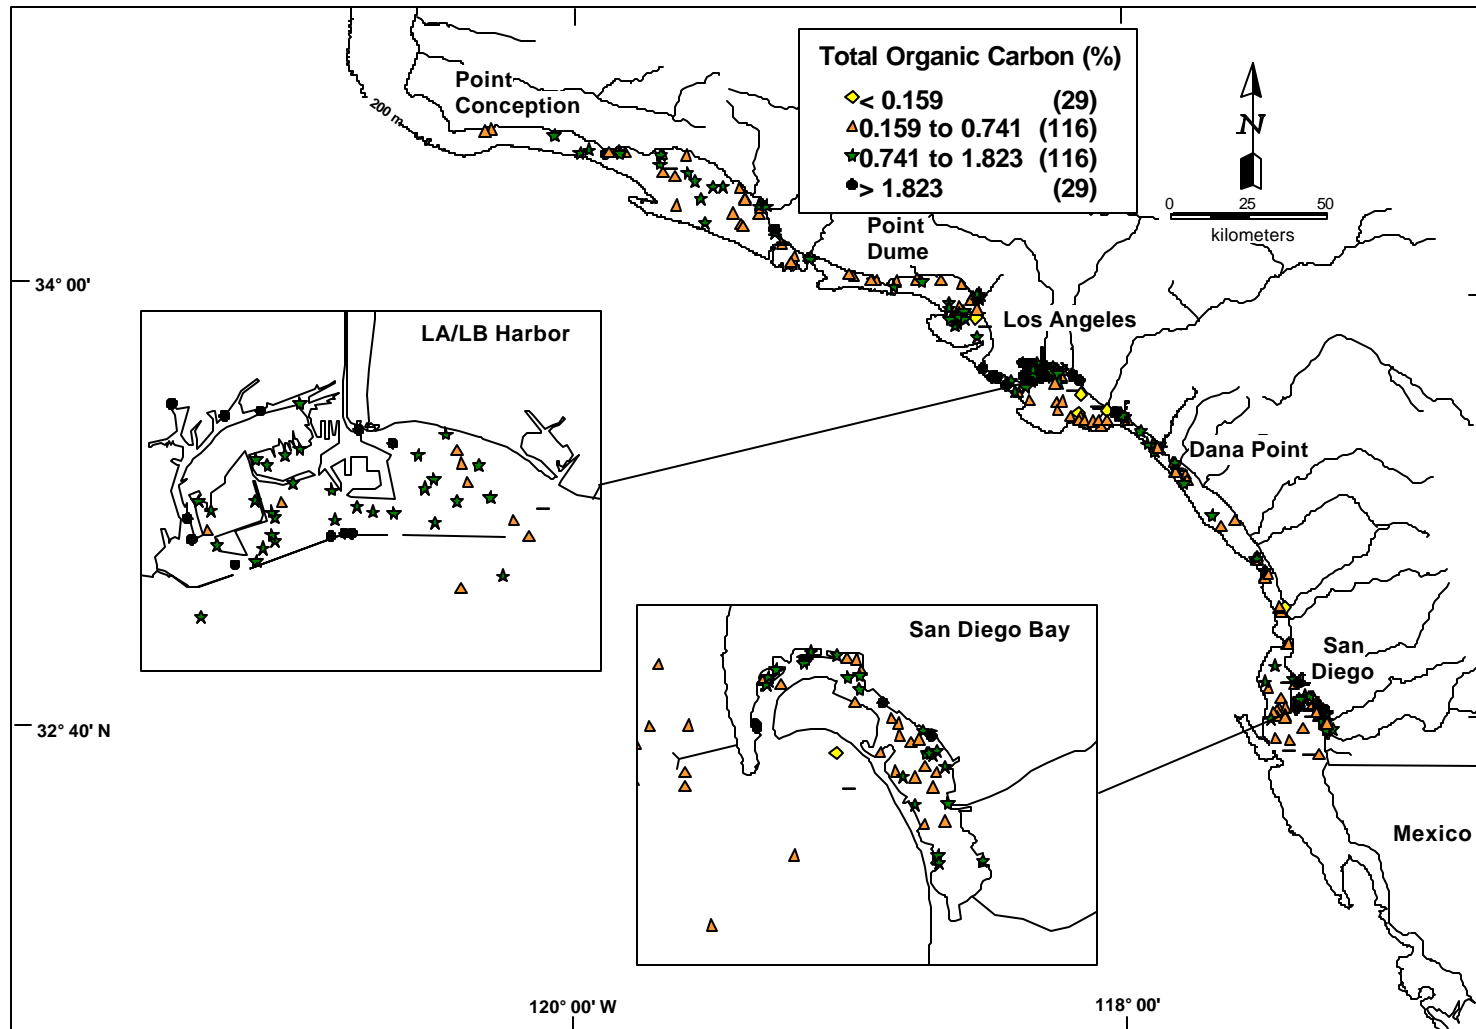 Total Organic Carbon (%)
< 0.159 (29)
0.159 to 0.741 (116)
0.741 to 1.823 (116)
> 1.823 (29)
N
0 25 50
kilometers
Point
Conception
200 m
Point
Dume
34° 00'
Los Angeles
LA/LB Harbor
Dana Point
San Diego Bay
San
Diego
32° 40' N
Mexico
120° 00' W
118° 00'